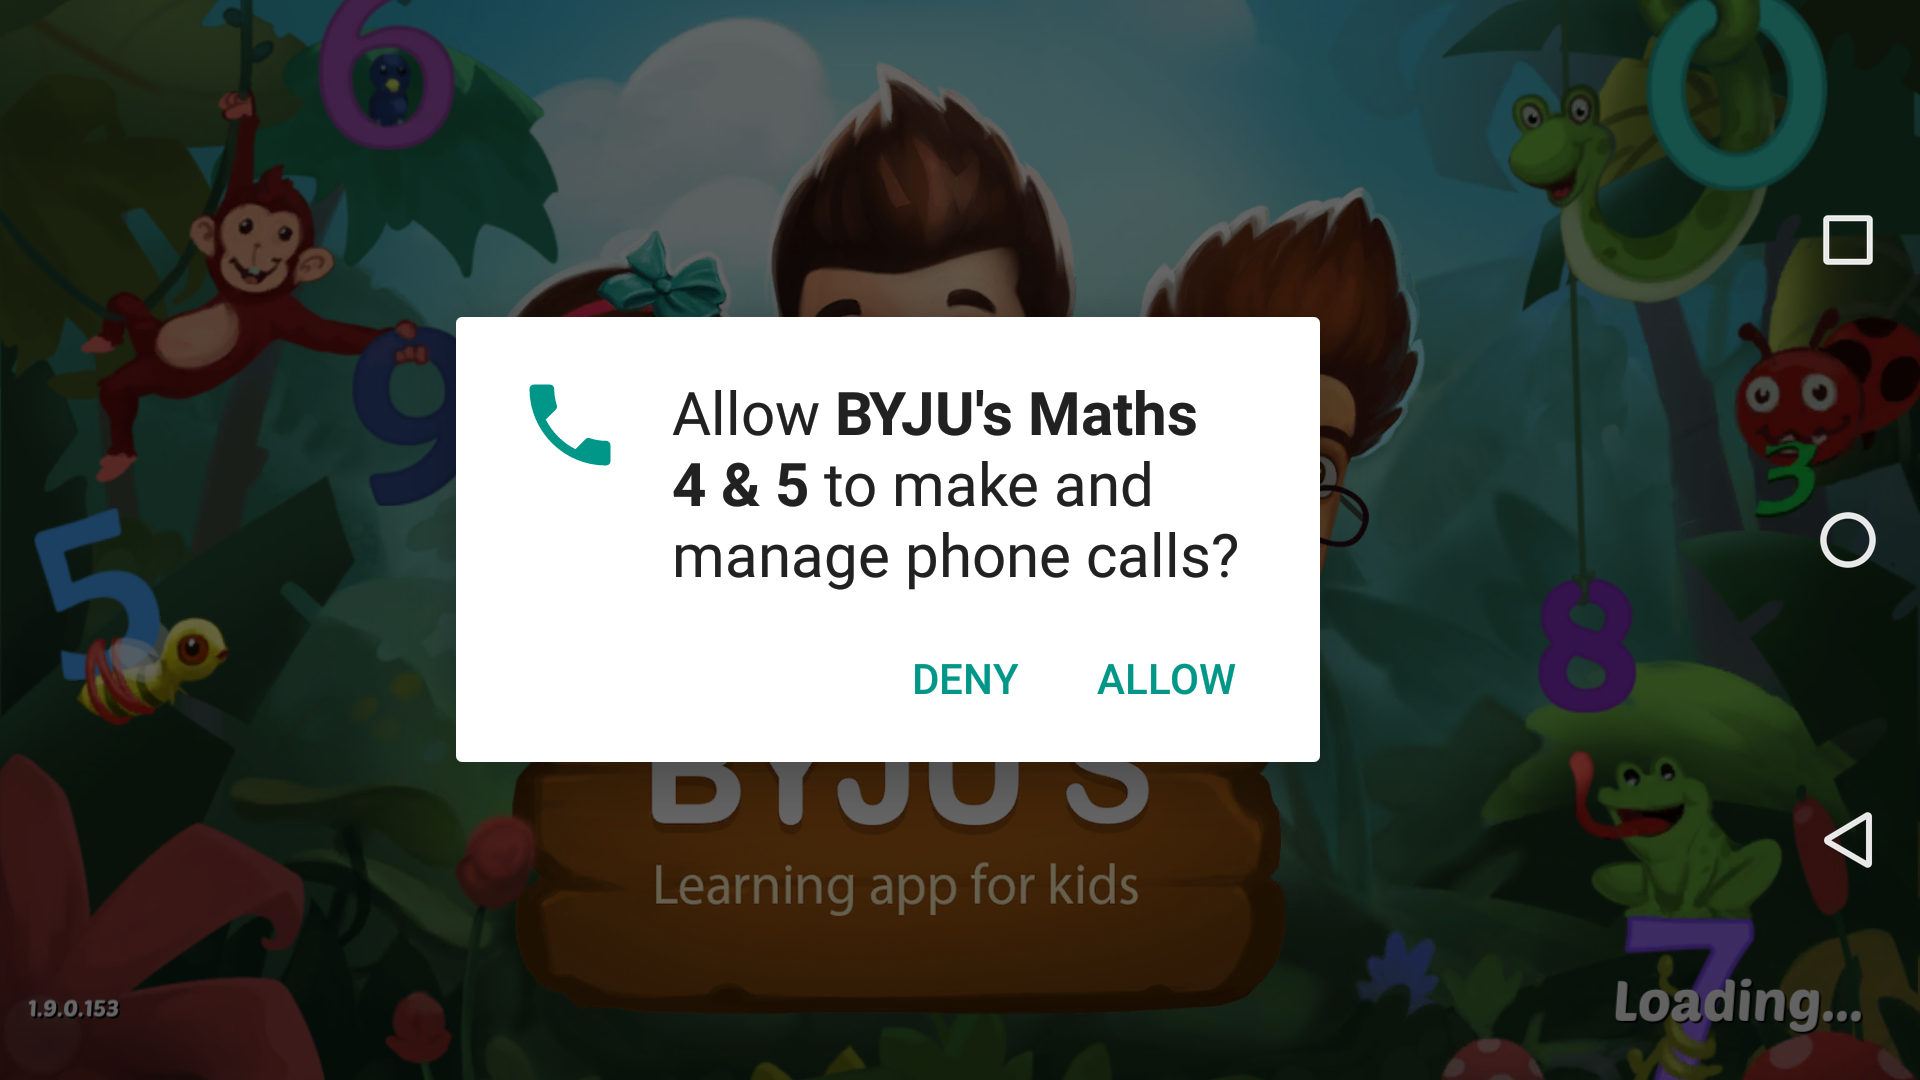 6
0
9
Allow BYJU's Maths
4 & 5 to make and
manage phone calls?
3
5
8
DENY ALLOW
BYJU'S
Learning app for kids
7
1.9.0.153
Loading...